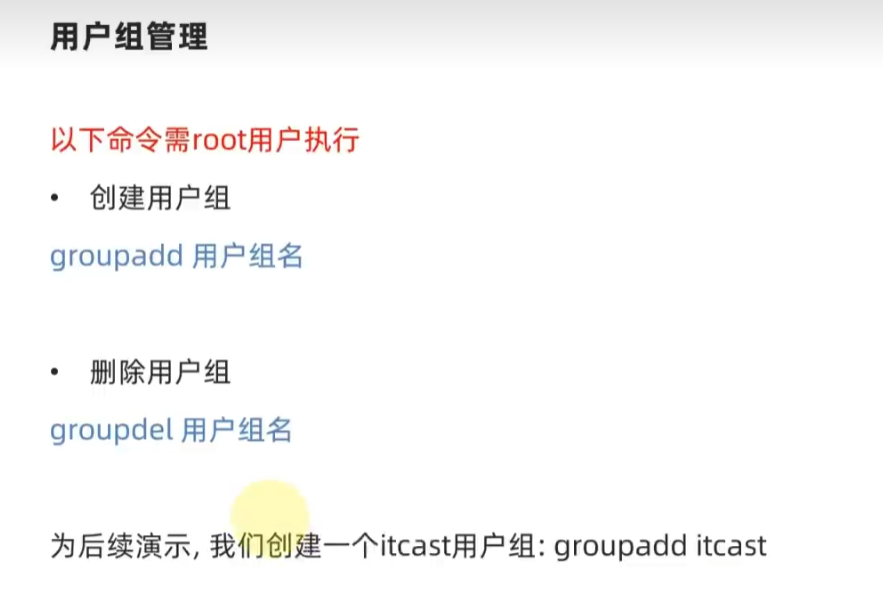 用户组管理
以下命令需root用户执行
• 创建用户组
groupadd 用户组名
• 删除用户组
groupdel 用户组名
为后续演示, 我们创建一个itcast用户组: groupadd itcast